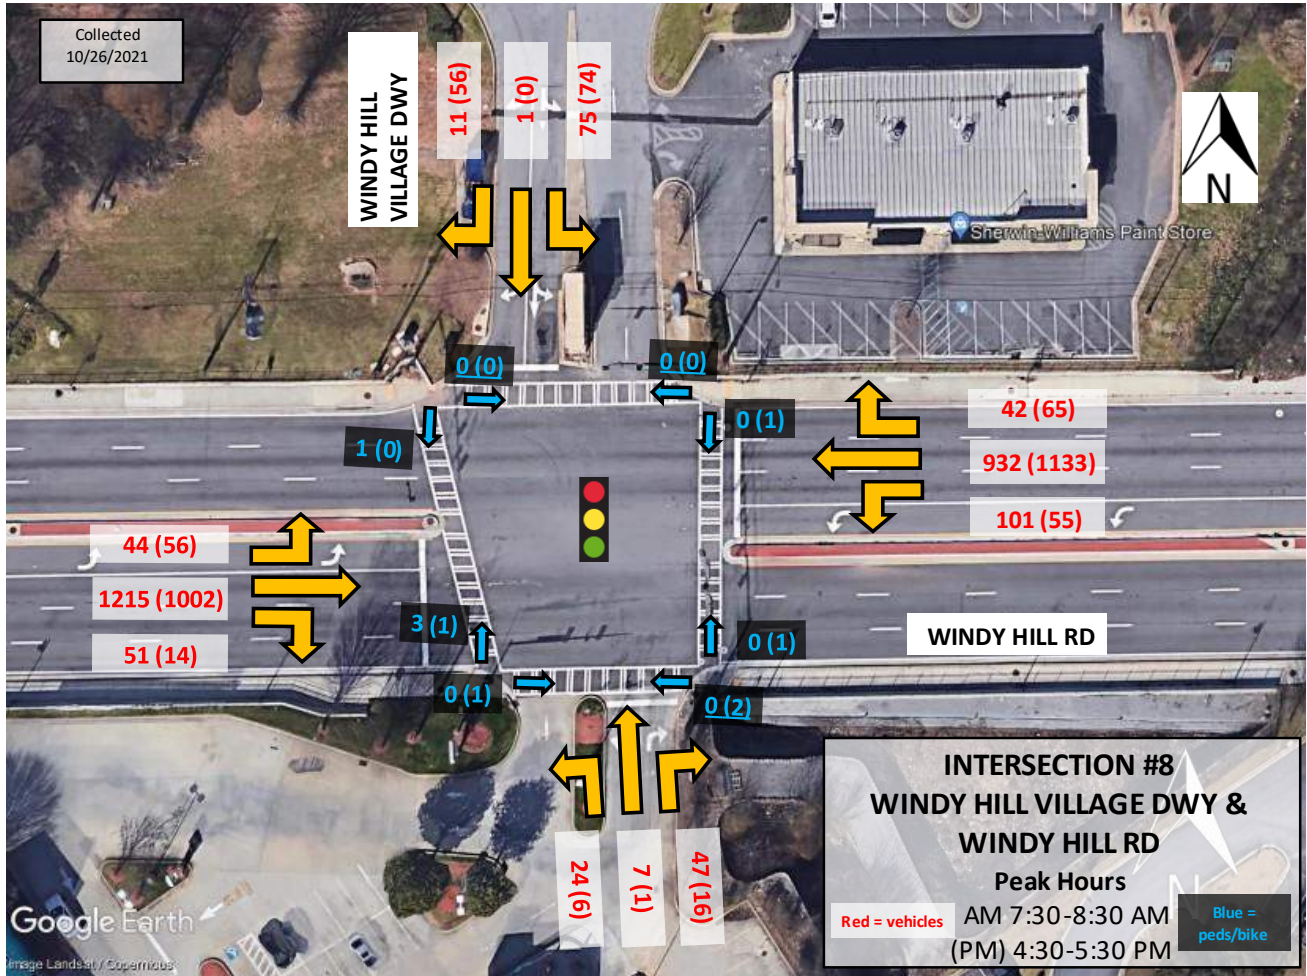 Collected
10/26/2021
WINDY HILL
VILLAGE DWY
11 (56)
1 (0)
75 (74)
N
Sherwin-Williams Paint Store
0 (0)
0 (0)
1 (0)
0 (1)
42 (65)
932 (1133)
101 (55)
44 (56)
1215 (1002)
51 (14)
3 (1)
0 (1)
WINDY HILL RD
0 (1)
0 (2)
24 (6)
7 (1)
47 (16)
INTERSECTION #8
WINDY HILL VILLAGE DWY &
WINDY HILL RD
Peak Hours
Red = vehicles
AM 7:30-8:30 AM
(PM) 4:30-5:30 PM
Blue =
peds/bike
N
Google Earth
Image Landsat / Copernicus